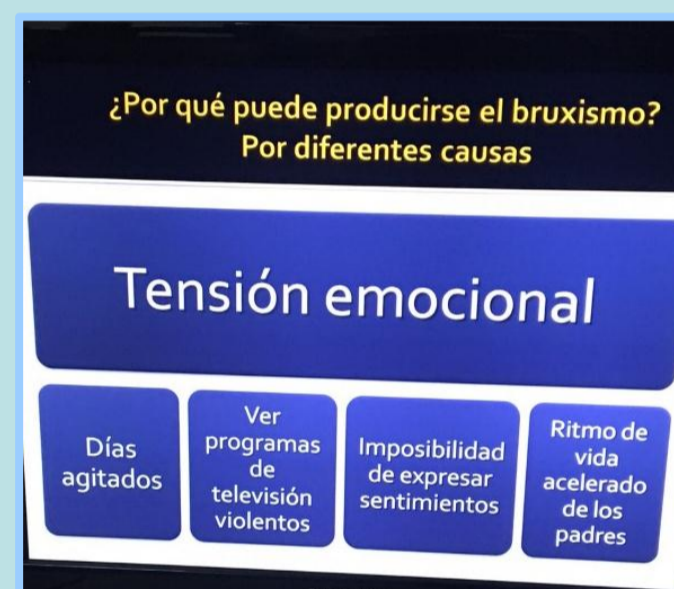 ¿Por qué puede producirse el bruxismo?
Por diferentes causas
Tensión emocional
Días
agitados
Ver
programas
de
televisión
violentos
Imposibilidad
de expresar
sentimientos
Ritmo de
vida
acelerado
de los
padres